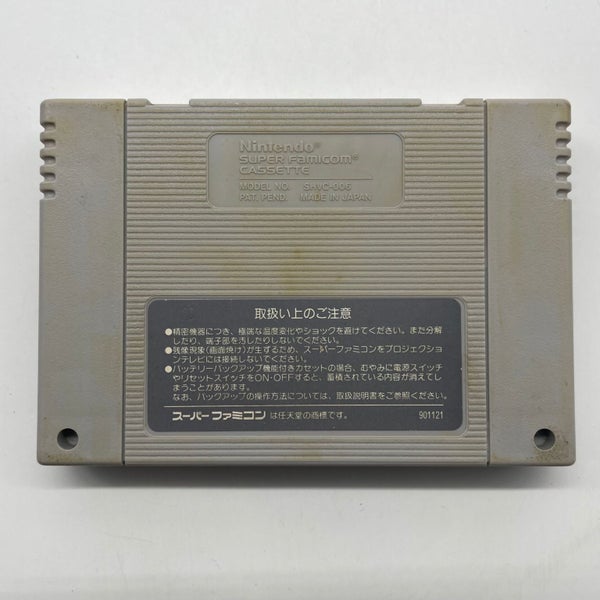 Nintendo®
SUPER FAMICOM®
CASSETTE
MODEL NO. SHVC-006
PAT. PEND. MADE IN JAPAN
取扱い上のご注意
●精密機器につき、極端な温度変化やショックを避けてください。また分解
したり、端子部を汚したりしないでください。
●残像現象(画面焼け)が生ずるため、スーパーファミコンをプロジェクション
テレビには接続しないでください。
●バッテリーバックアップ機能付きカセットの場合、むやみに電源スイッチ
やリセットスイッチをON・OFFすると、蓄積されている内容が消えてし
まうことがあります。
なお、バックアップの操作方法については、取扱説明書をご参照ください。
スーパーファミコン は任天堂の商標です。 901121